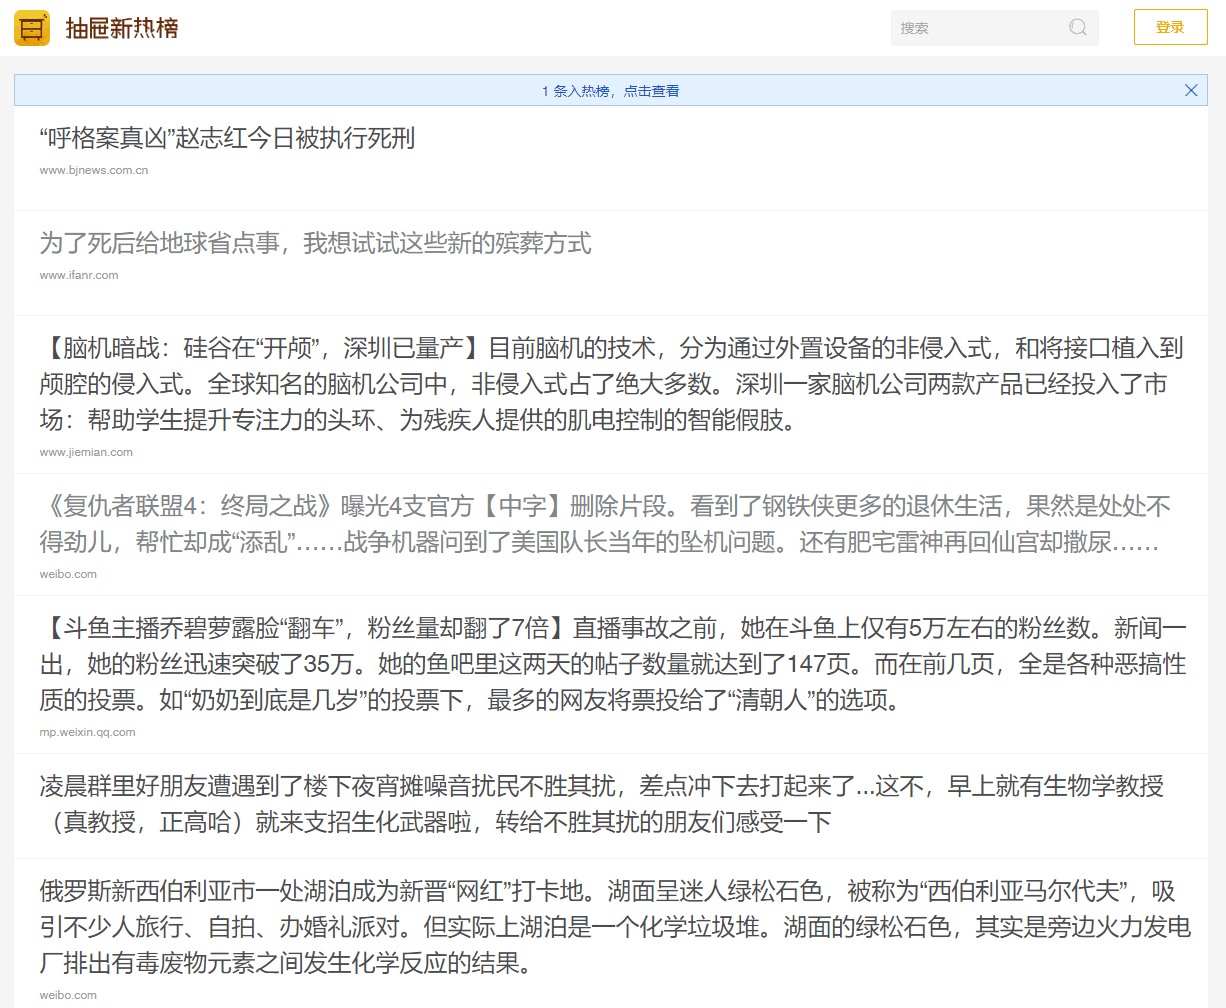 抽屉新热榜
搜索
登录
1 条入热榜，点击查看
“呼格案真凶”赵志红今日被执行死刑
www.bjnews.com.cn
为了死后给地球省点事，我想试试这些新的殡葬方式
www.ifanr.com
【脑机暗战：硅谷在“开颅”，深圳已量产】目前脑机的技术，分为通过外置设备的非侵入式，和将接口植入到
颅腔的侵入式。全球知名的脑机公司中，非侵入式占了绝大多数。深圳一家脑机公司两款产品已经投入了市
场：帮助学生提升专注力的头环、为残疾人提供的肌电控制的智能假肢。
www.jiemian.com
《复仇者联盟4：终局之战》曝光4支官方【中字】删除片段。看到了钢铁侠更多的退休生活，果然是处处不
得劲儿，帮忙却成“添乱”……战争机器问到了美国队长当年的坠机问题。还有肥宅雷神再回仙宫却撒尿……
weibo.com
【斗鱼主播乔碧萝露脸“翻车”，粉丝量却翻了7倍】直播事故之前，她在斗鱼上仅有5万左右的粉丝数。新闻一
出，她的粉丝迅速突破了35万。她的鱼吧里这两天的帖子数量就达到了147页。而在前几页，全是各种恶搞性
质的投票。如“奶奶到底是几岁”的投票下，最多的网友将票投给了“清朝人”的选项。
mp.weixin.qq.com
凌晨群里好朋友遭遇到了楼下夜宵摊噪音扰民不胜其扰，差点冲下去打起来了...这不，早上就有生物学教授
（真教授，正高哈）就来支招生化武器啦，转给不胜其扰的朋友们感受一下
俄罗斯新西伯利亚市一处湖泊成为新晋“网红”打卡地。湖面呈迷人绿松石色，被称为“西伯利亚马尔代夫”，吸
引不少人旅行、自拍、办婚礼派对。但实际上湖泊是一个化学垃圾堆。湖面的绿松石色，其实是旁边火力发电
厂排出有毒废物元素之间发生化学反应的结果。
weibo.com